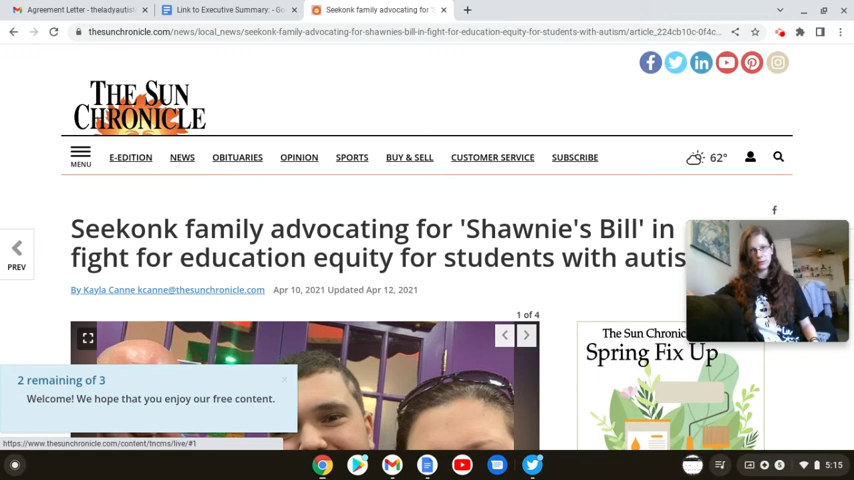 Agreement Letter - theladyautist
Link to Executive Summary: - Go
Seekonk family advocating for '
thesunchronicle.com/news/local_news/seekonk-family-advocating-for-shawnies-bill-in-fight-for-education-equity-for-students-with-autism/article_224cb10c-0f4c...
THE SUN
CHRONICLE
MENU
E-EDITION NEWS OBITUARIES OPINION SPORTS BUY & SELL CUSTOMER SERVICE SUBSCRIBE
62°
Seekonk family advocating for 'Shawnie's Bill' in
fight for education equity for students with autis
PREV
By Kayla Canne kcanne@thesunchronicle.com Apr 10, 2021 Updated Apr 12, 2021
1 of 4
The Sun Chronic
Spring Fix Up
2 remaining of 3
Welcome! We hope that you enjoy our free content.
https://www.thesunchronicle.com/content/tncms/live/#1
5:15